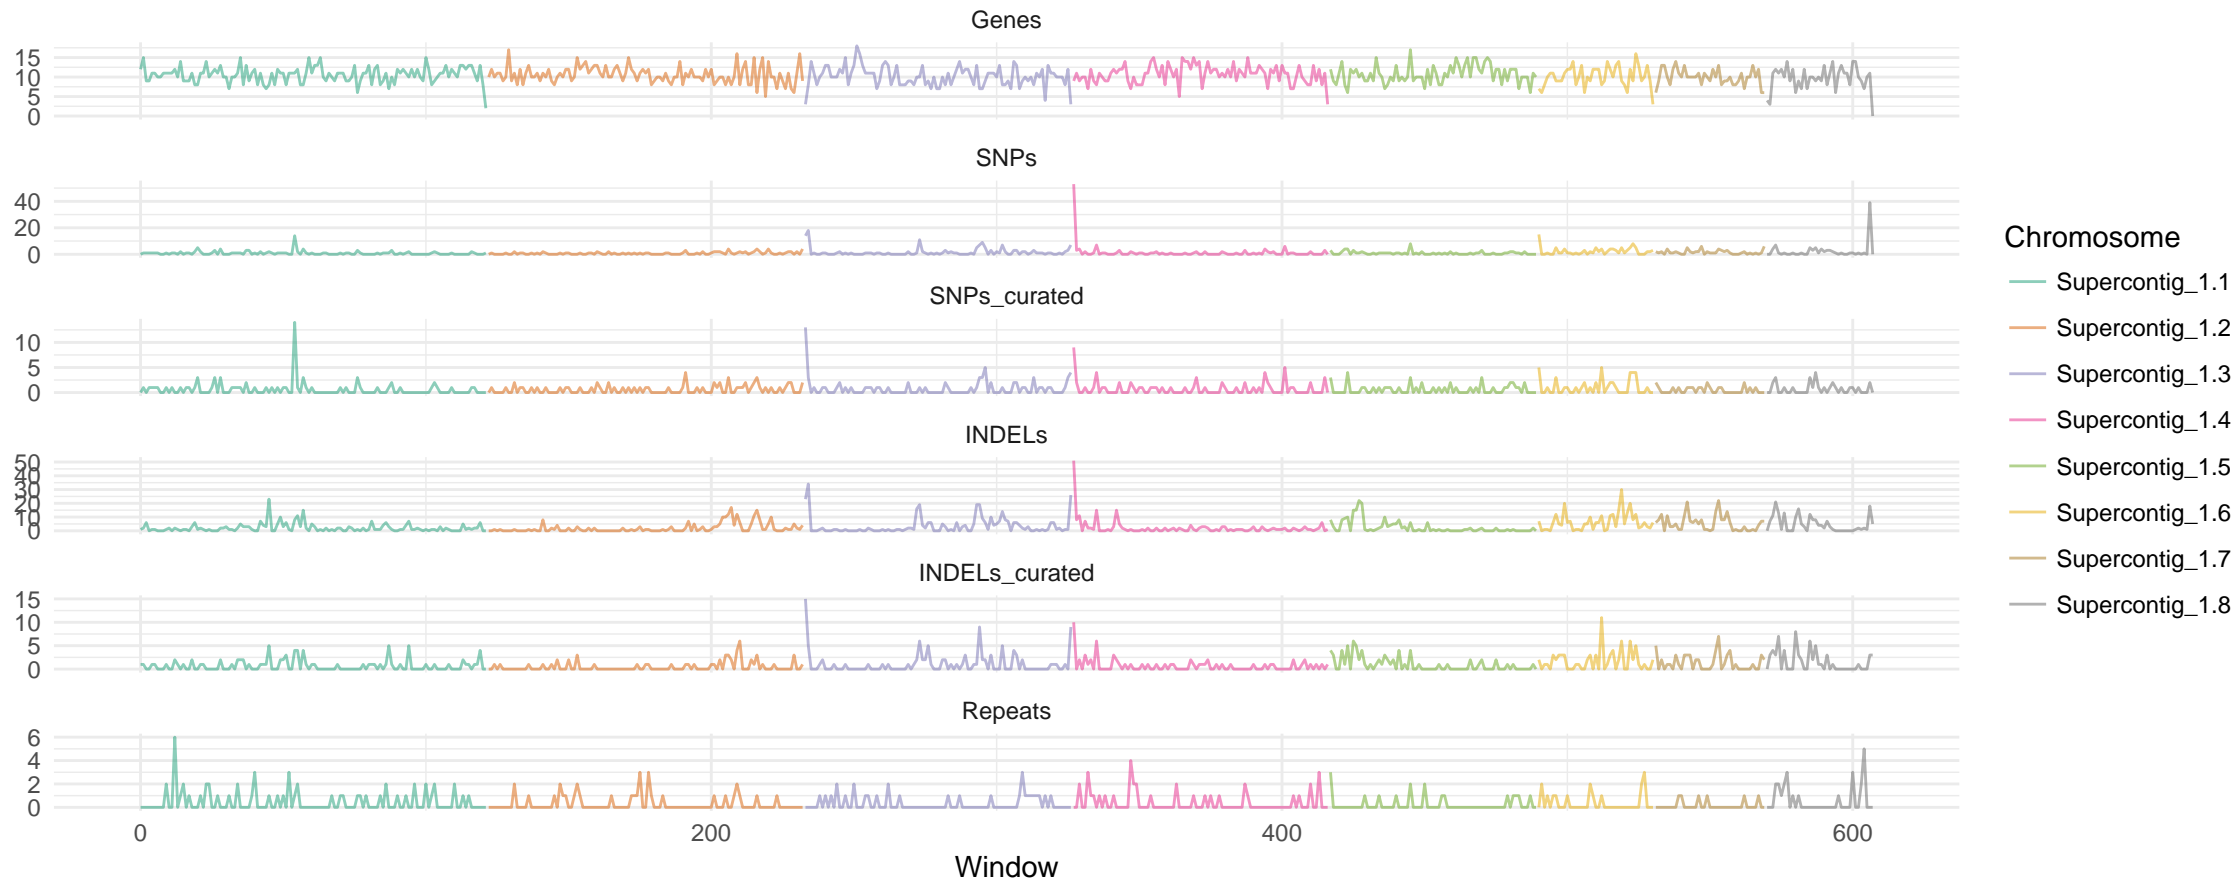 Genes
15
10
5
0
SNPs
40
20
0
SNPs_curated
10
5
0
INDELs
50
40
30
20
10
0
INDELs_curated
15
10
5
0
Repeats
6
4
2
0
0 200 400 600
Window
Chromosome
Supercontig_1.1
Supercontig_1.2
Supercontig_1.3
Supercontig_1.4
Supercontig_1.5
Supercontig_1.6
Supercontig_1.7
Supercontig_1.8